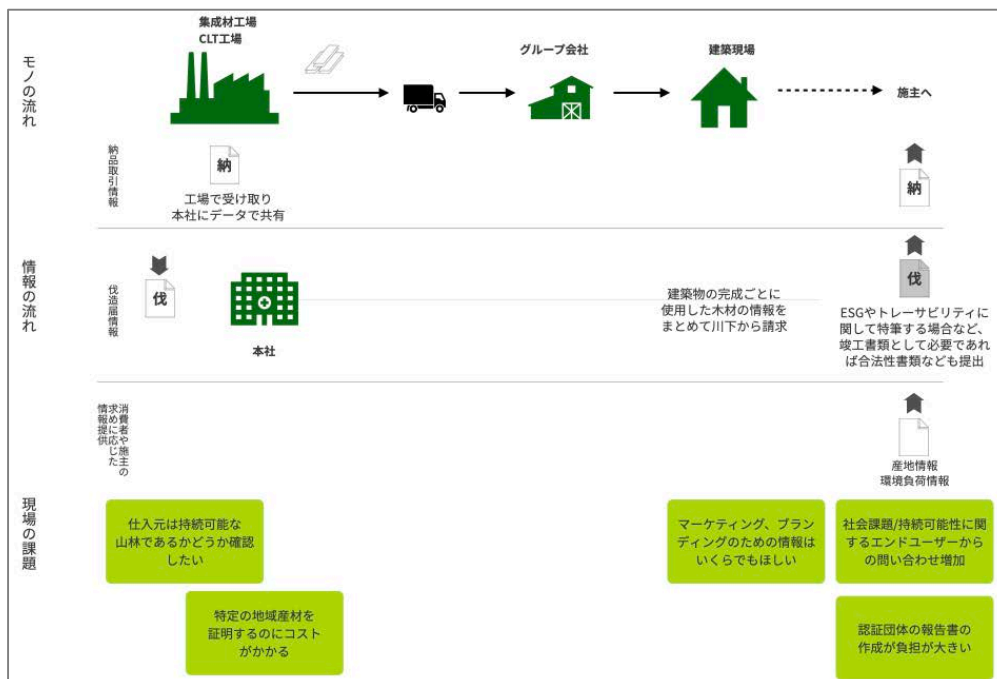 モノの流れ
集成材工場
CLT工場
グループ会社
建築現場
施主へ
納品取引情報
納
工場で受け取り
本社にデータで共有
納
情報の流れ
伐造届情報
伐
本社
建築物の完成ごとに
使用した木材の情報を
まとめて川下から請求
伐
ESGやトレーサビリティに
関して特筆する場合など、
竣工書類として必要であれ
ば合法性書類なども提出
消費者や施主の
求めに応じた
情報提供
産地情報
環境負荷情報
現場の課題
仕入元は持続可能な
山林であるかどうか確認
したい
特定の地域産材を
証明するのにコスト
がかかる
マーケティング、ブラン
ディングのための情報は
いくらでもほしい
社会課題/持続可能性に関
するエンドユーザーから
の問い合わせ増加
認証団体の報告書の
作成が負担が大きい